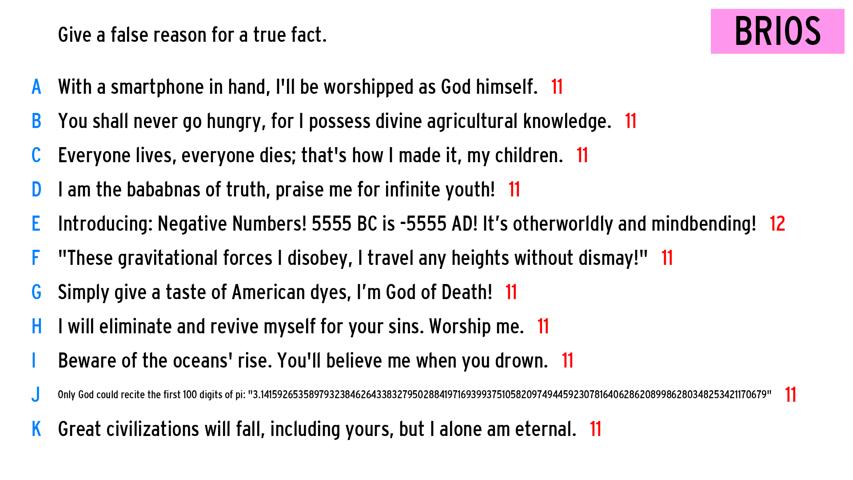 Give a false reason for a true fact.
BRIOS
A With a smartphone in hand, I'll be worshipped as God himself. 11
B You shall never go hungry, for I possess divine agricultural knowledge. 11
C Everyone lives, everyone dies; that's how I made it, my children. 11
D I am the bababnas of truth, praise me for infinite youth! 11
E Introducing: Negative Numbers! 5555 BC is -5555 AD! It's otherworldly and mindbending! 12
F "These gravitational forces I disobey, I travel any heights without dismay!" 11
G Simply give a taste of American dyes, I'm God of Death! 11
H I will eliminate and revive myself for your sins. Worship me. 11
I Beware of the oceans' rise. You'll believe me when you drown. 11
J Only God could recite the first 100 digits of pi: "3.1415926535897932384626433832795028841971693993751058209749445923078164062862089986280348253421170679" 11
K Great civilizations will fall, including yours, but I alone am eternal. 11